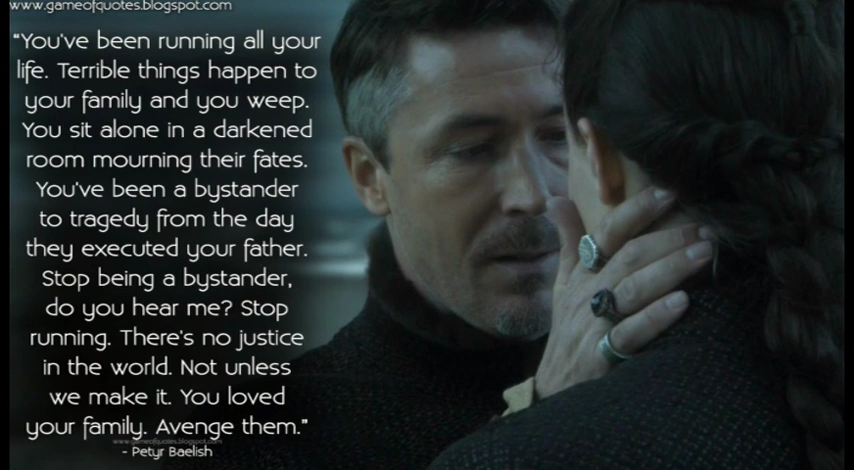 www.gameofquotes.blogspot.com
"You've been running all your
life. Terrible things happen to
your family and you weep.
You sit alone in a darkened
room mourning their fates.
You've been a bystander
to tragedy from the day
they executed your father.
Stop being a bystander,
do you hear me? Stop
running. There's no justice
in the world. Not unless
we make it. You loved
your family. Avenge them."
www.gameofquotes.blogspot.com
- Petyr Baelish